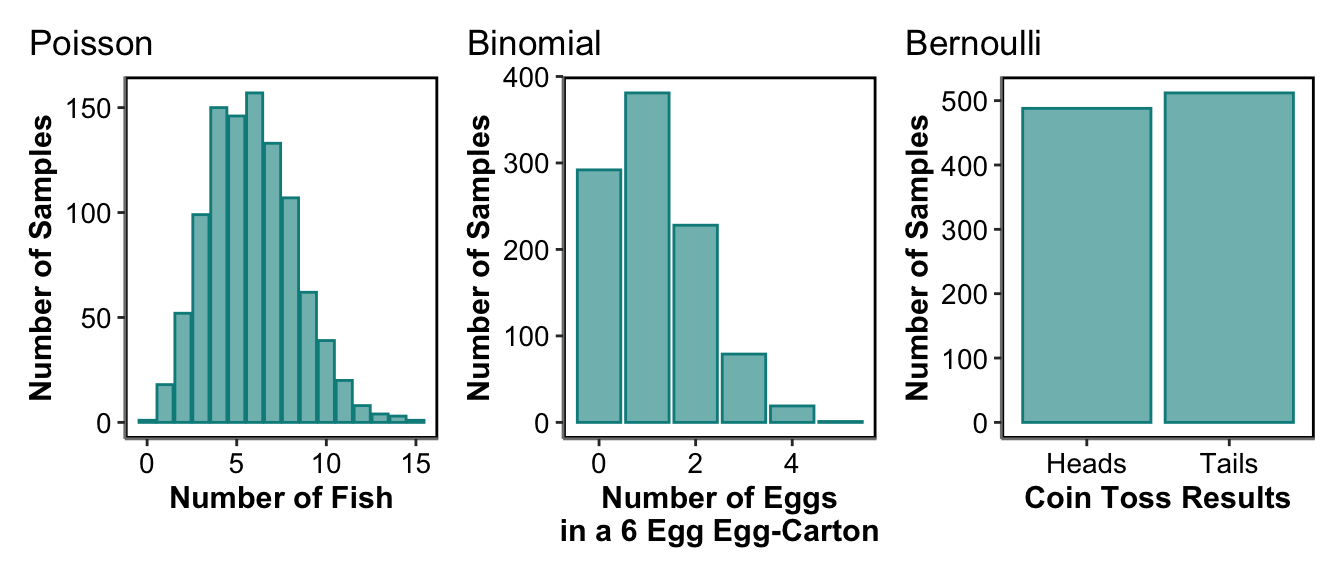 Poisson
150
100
50
0
Number of Samples
0 5 10 15
Number of Fish
Binomial
400
300
200
100
0
Number of Samples
0 2 4
Number of Eggs
in a 6 Egg Egg-Carton
Bernoulli
500
400
300
200
100
0
Number of Samples
Heads Tails
Coin Toss Results